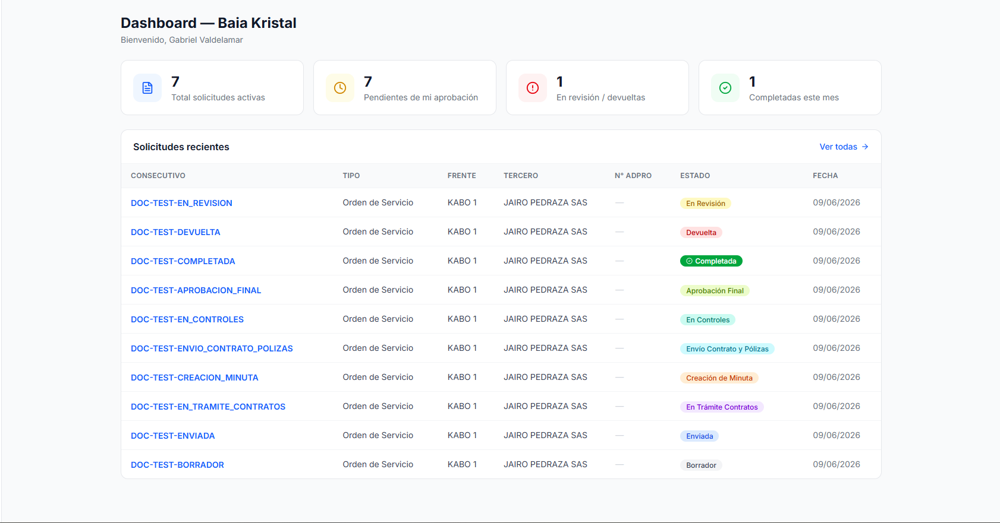 Dashboard — Baia Kristal
Bienvenido, Gabriel Valdelamar
7
Total solicitudes activas
7
Pendientes de mi aprobación
1
En revisión / devueltas
1
Completadas este mes
Solicitudes recientes
Ver todas →
CONSECUTIVO TIPO FRENTE TERCERO N° ADPRO ESTADO FECHA
DOC-TEST-EN_REVISION Orden de Servicio KABO 1 JAIRO PEDRAZA SAS — En Revisión 09/06/2026
DOC-TEST-DEVUELTA Orden de Servicio KABO 1 JAIRO PEDRAZA SAS — Devuelta 09/06/2026
DOC-TEST-COMPLETADA Orden de Servicio KABO 1 JAIRO PEDRAZA SAS — Completada 09/06/2026
DOC-TEST-APROBACION_FINAL Orden de Servicio KABO 1 JAIRO PEDRAZA SAS — Aprobación Final 09/06/2026
DOC-TEST-EN_CONTROLES Orden de Servicio KABO 1 JAIRO PEDRAZA SAS — En Controles 09/06/2026
DOC-TEST-ENVIO_CONTRATO_POLIZAS Orden de Servicio KABO 1 JAIRO PEDRAZA SAS — Envío Contrato y Pólizas 09/06/2026
DOC-TEST-CREACION_MINUTA Orden de Servicio KABO 1 JAIRO PEDRAZA SAS — Creación de Minuta 09/06/2026
DOC-TEST-EN_TRAMITE_CONTRATOS Orden de Servicio KABO 1 JAIRO PEDRAZA SAS — En Trámite Contratos 09/06/2026
DOC-TEST-ENVIADA Orden de Servicio KABO 1 JAIRO PEDRAZA SAS — Enviada 09/06/2026
DOC-TEST-BORRADOR Orden de Servicio KABO 1 JAIRO PEDRAZA SAS — Borrador 09/06/2026